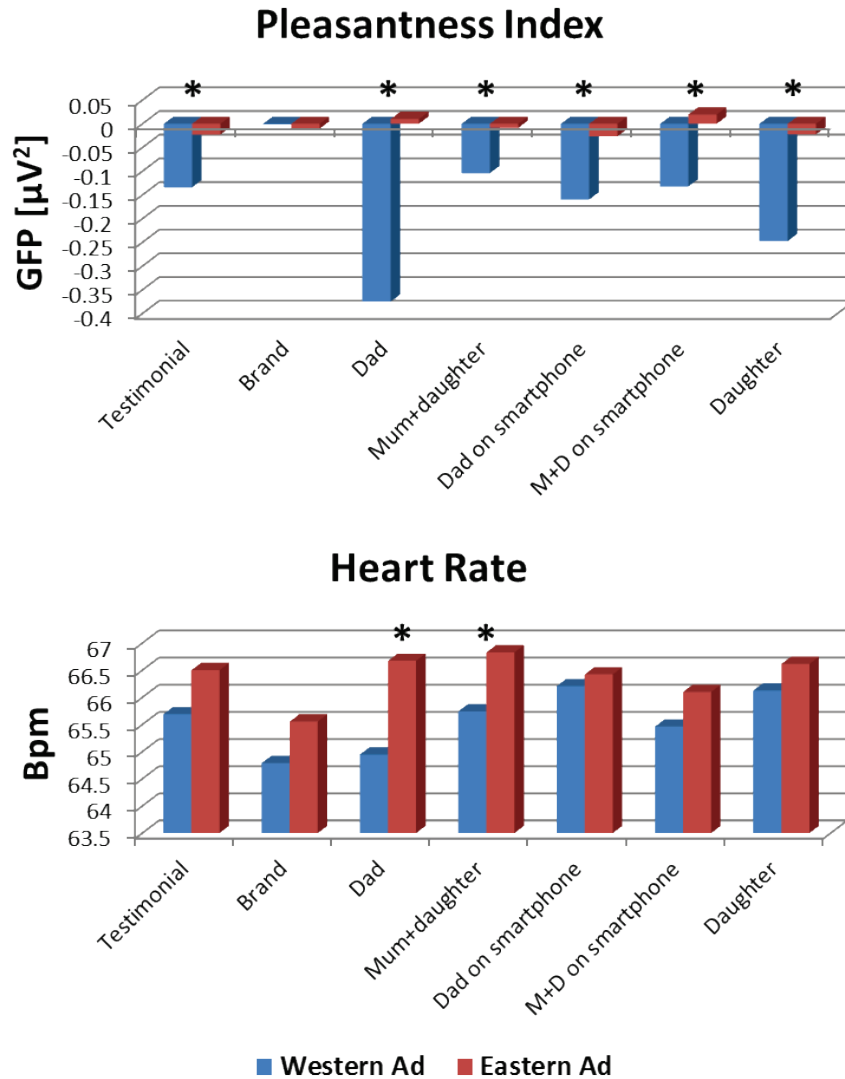 Pleasantness Index
* * * * * *
0.05
0
-0.05
-0.1
-0.15
-0.2
-0.25
-0.3
-0.35
-0.4
GFP [µV²]
Testimonial
Brand
Dad
Mum+daughter
Dad on smartphone
M+D on smartphone
Daughter
Heart Rate
* *
67
66.5
66
65.5
65
64.5
64
63.5
Bpm
Testimonial
Brand
Dad
Mum+daughter
Dad on smartphone
M+D on smartphone
Daughter
Western Ad Eastern Ad